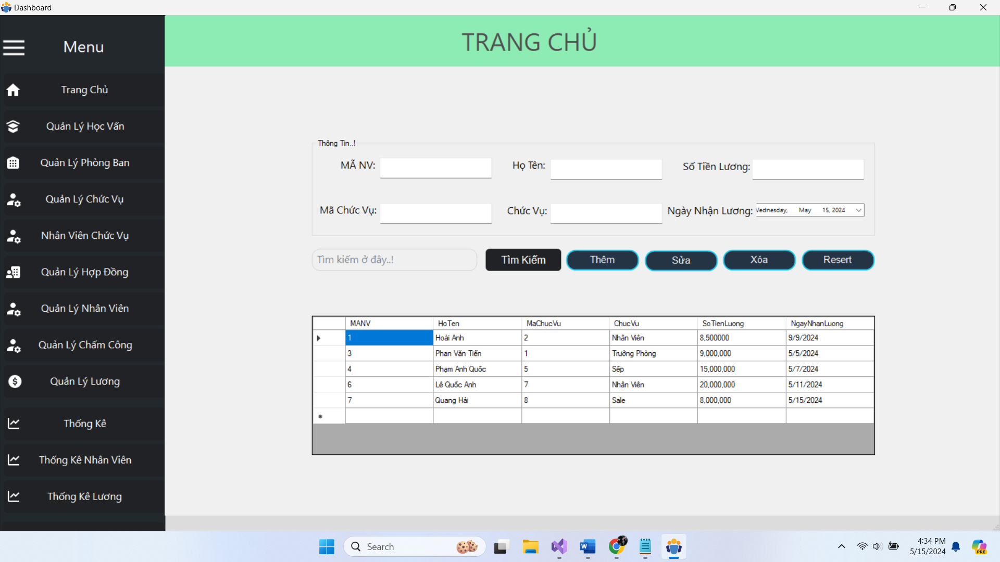 Dashboard
Menu
TRANG CHỦ
Trang Chủ
Quản Lý Học Vấn
Quản Lý Phòng Ban
Quản Lý Chức Vụ
Nhân Viên Chức Vụ
Quản Lý Hợp Đồng
Quản Lý Nhân Viên
Quản Lý Chấm Công
Quản Lý Lương
Thống Kê
Thống Kê Nhân Viên
Thống Kê Lương
Thông Tin..!
MÃ NV: Họ Tên: Số Tiền Lương:
Mã Chức Vụ: Chức Vụ: Ngày Nhận Lương: Wednesday, May 15, 2024
Tìm kiếm ở đây..! Tìm Kiếm Thêm Sửa Xóa Resert
MANV HoTen MaChucVu ChucVu SoTienLuong NgayNhanLuong
1 Hoài Anh 2 Nhân Viên 8,500000 9/9/2024
3 Phan Văn Tiến 1 Trưởng Phòng 9,000,000 5/5/2024
4 Phạm Anh Quốc 5 Sếp 15,000,000 5/7/2024
6 Lê Quốc Anh 7 Nhân Viên 20,000,000 5/11/2024
7 Quang Hải 8 Sale 8,000,000 5/15/2024
Search
4:34 PM
5/15/2024
PRE